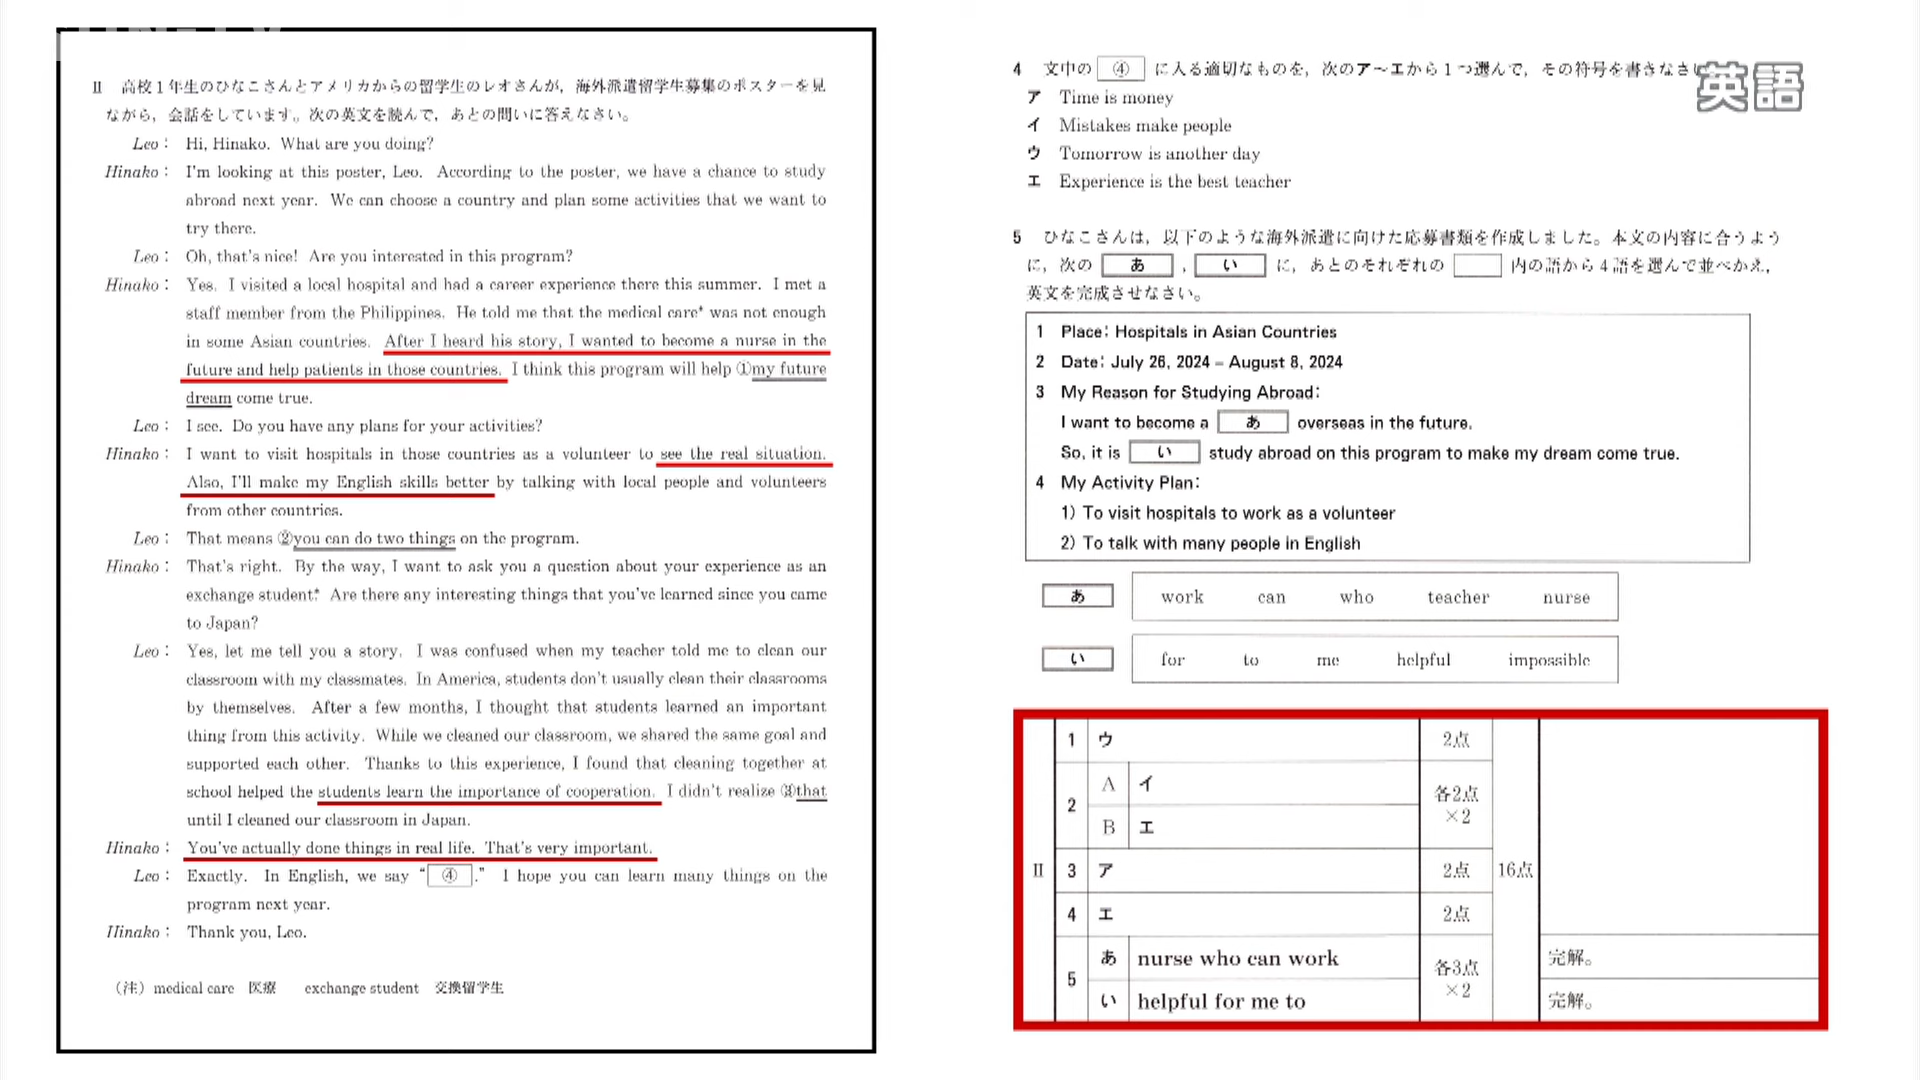 Ⅱ 高校1年生のひなこさんとアメリカからの留学生のレオさんが，海外派遣留学生募集のポスターを見
ながら，会話をしています。次の英文を読んで，あとの問いに答えなさい。
Leo： Hi, Hinako. What are you doing?
Hinako： I'm looking at this poster, Leo. According to the poster, we have a chance to study
abroad next year. We can choose a country and plan some activities that we want to
try there.
Leo： Oh, that's nice! Are you interested in this program?
Hinako： Yes. I visited a local hospital and had a career experience there this summer. I met a
staff member from the Philippines. He told me that the medical care* was not enough
in some Asian countries. After I heard his story, I wanted to become a nurse in the
future and help patients in those countries. I think this program will help ①my future
dream come true.
Leo： I see. Do you have any plans for your activities?
Hinako： I want to visit hospitals in those countries as a volunteer to see the real situation.
Also, I'll make my English skills better by talking with local people and volunteers
from other countries.
Leo： That means ②you can do two things on the program.
Hinako： That's right. By the way, I want to ask you a question about your experience as an
exchange student*. Are there any interesting things that you've learned since you came
to Japan?
Leo： Yes, let me tell you a story. I was confused when my teacher told me to clean our
classroom with my classmates. In America, students don't usually clean their classrooms
by themselves. After a few months, I thought that students learned an important
thing from this activity. While we cleaned our classroom, we shared the same goal and
supported each other. Thanks to this experience, I found that cleaning together at
school helped the students learn the importance of cooperation. I didn't realize ③that
until I cleaned our classroom in Japan.
Hinako： You've actually done things in real life. That's very important.
Leo： Exactly. In English, we say “ ④ .” I hope you can learn many things on the
program next year.
Hinako： Thank you, Leo.
（注）medical care 医療 exchange student 交換留学生
英語
4 文中の ④ に入る適切なものを，次のア～エから1つ選んで，その符号を書きなさい
ア Time is money
イ Mistakes make people
ウ Tomorrow is another day
エ Experience is the best teacher
5 ひなこさんは，以下のような海外派遣に向けた応募書類を作成しました。本文の内容に合うよう
に，次の あ ， い に，あとのそれぞれの 内の語から4語を選んで並べかえ，
英文を完成させなさい。
1 Place: Hospitals in Asian Countries
2 Date: July 26, 2024 – August 8, 2024
3 My Reason for Studying Abroad:
I want to become a あ overseas in the future.
So, it is い study abroad on this program to make my dream come true.
4 My Activity Plan:
1) To visit hospitals to work as a volunteer
2) To talk with many people in English
あ work can who teacher nurse
い for to me helpful impossible
Ⅱ 16点
1 ウ 2点
2 A イ 各2点
B エ ×2
3 ア 2点
4 エ 2点
5 あ nurse who can work 各3点 完解。
い helpful for me to ×2 完解。